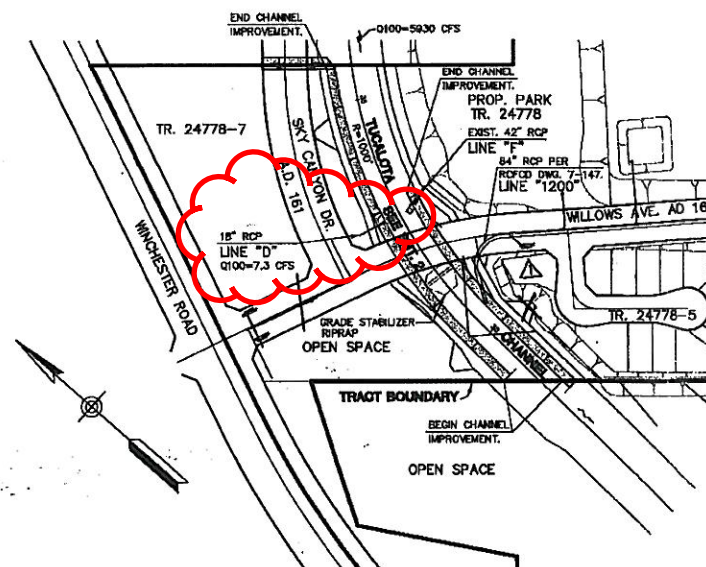 END CHANNEL
IMPROVEMENT.
Q100=5930 CFS
END CHANNEL
IMPROVEMENT.
PROP. PARK
TR. 24778
EXIST. 42" RCP
LINE "F"
84" RCP PER
RCFCD DWG. 7-147.
LINE "1200"
TR. 24778-7
SKY CANYON DR.
A.D. 161
TUCALOTA
R=1000'
WILLOWS AVE. AD 16
18" RCP
LINE "D"
Q100=7.3 CFS
WINCHESTER ROAD
TR. 24778-5
GRADE STABILIZER
RIPRAP
OPEN SPACE
CHANNEL
TRACT BOUNDARY
BEGIN CHANNEL
IMPROVEMENT.
OPEN SPACE